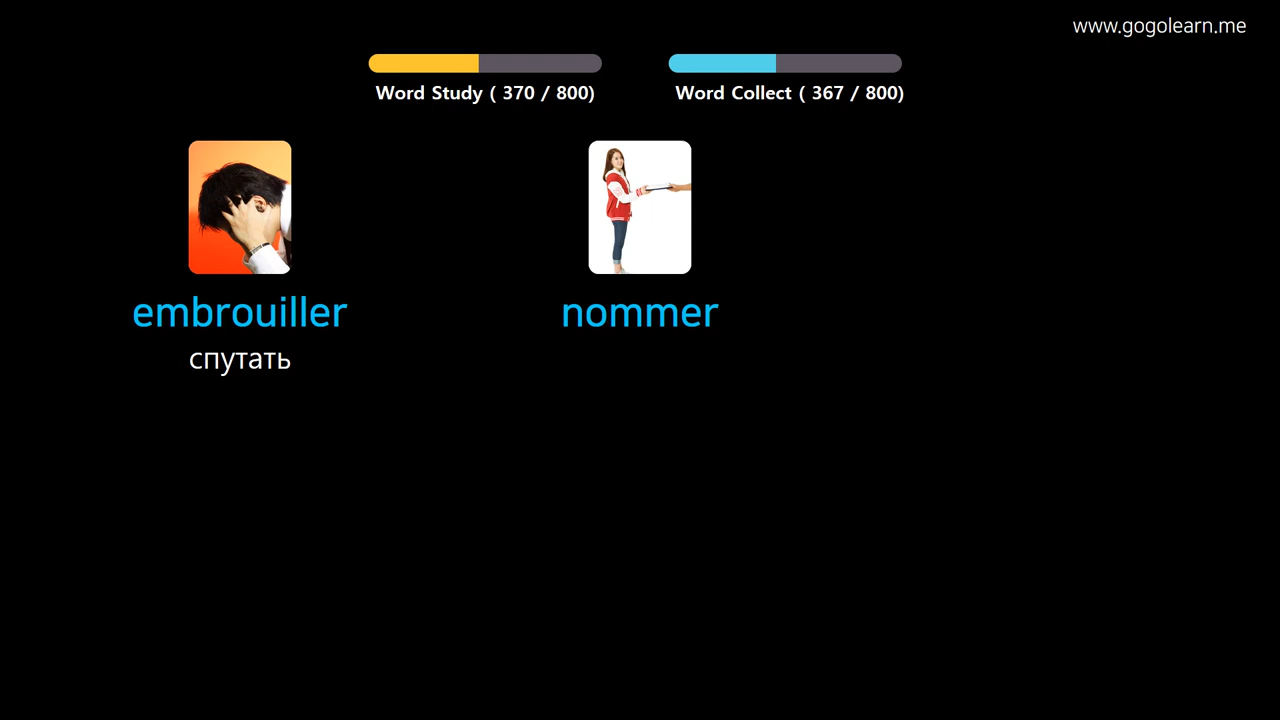 www.gogolearn.me
Word Study ( 370 / 800)
Word Collect ( 367 / 800)
embrouiller
nommer
спутать